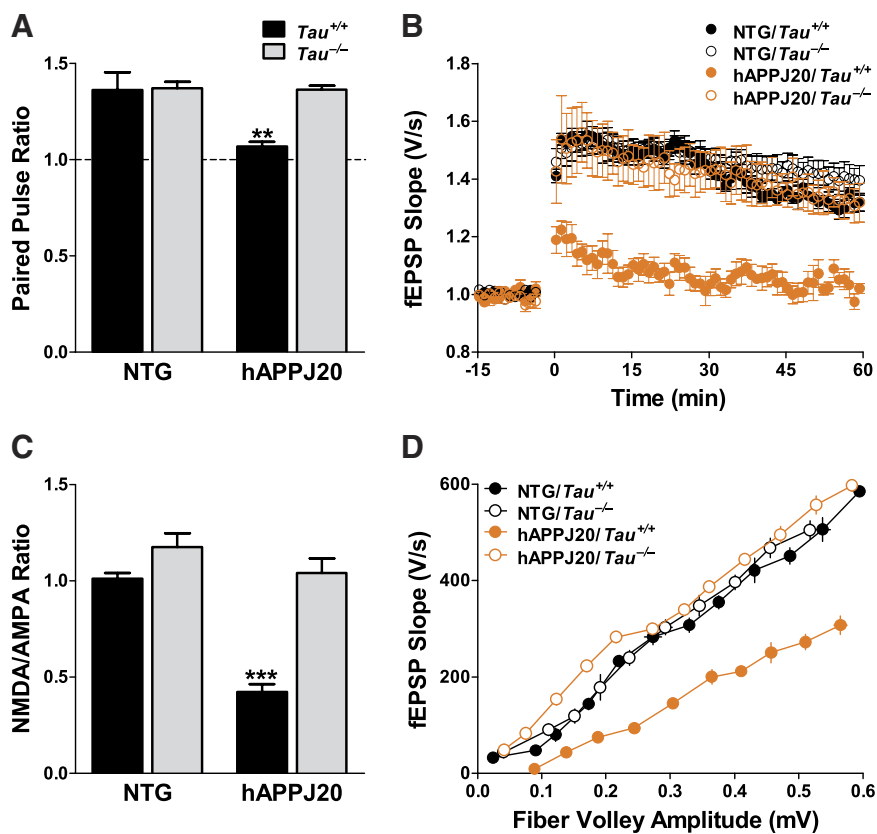 A
Tau+/+
Tau−/−
Paired Pulse Ratio
1.5
1.0
0.5
0.0
**
NTG
hAPPJ20
B
NTG/Tau+/+
NTG/Tau−/−
hAPPJ20/Tau+/+
hAPPJ20/Tau−/−
fEPSP Slope (V/s)
1.8
1.6
1.4
1.2
1.0
0.8
-15 0 15 30 45 60
Time (min)
C
NMDA/AMPA Ratio
1.5
1.0
0.5
0.0
***
NTG
hAPPJ20
D
NTG/Tau+/+
NTG/Tau−/−
hAPPJ20/Tau+/+
hAPPJ20/Tau−/−
fEPSP Slope (V/s)
600
400
200
0
0.0 0.1 0.2 0.3 0.4 0.5 0.6
Fiber Volley Amplitude (mV)